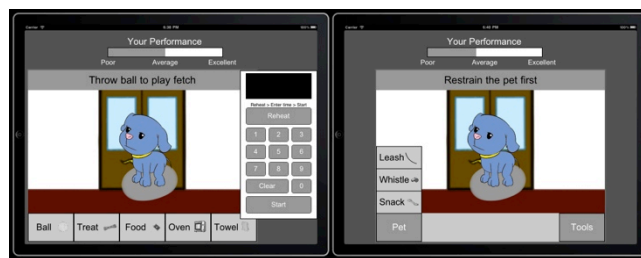 Your Performance
Poor Average Excellent
Throw ball to play fetch
Reheat > Enter time > Start
Reheat
1 2 3
4 5 6
7 8 9
Clear 0
Start
Ball Treat Food Oven Towel
Your Performance
Poor Average Excellent
Restrain the pet first
Leash
Whistle
Snack
Pet
Tools